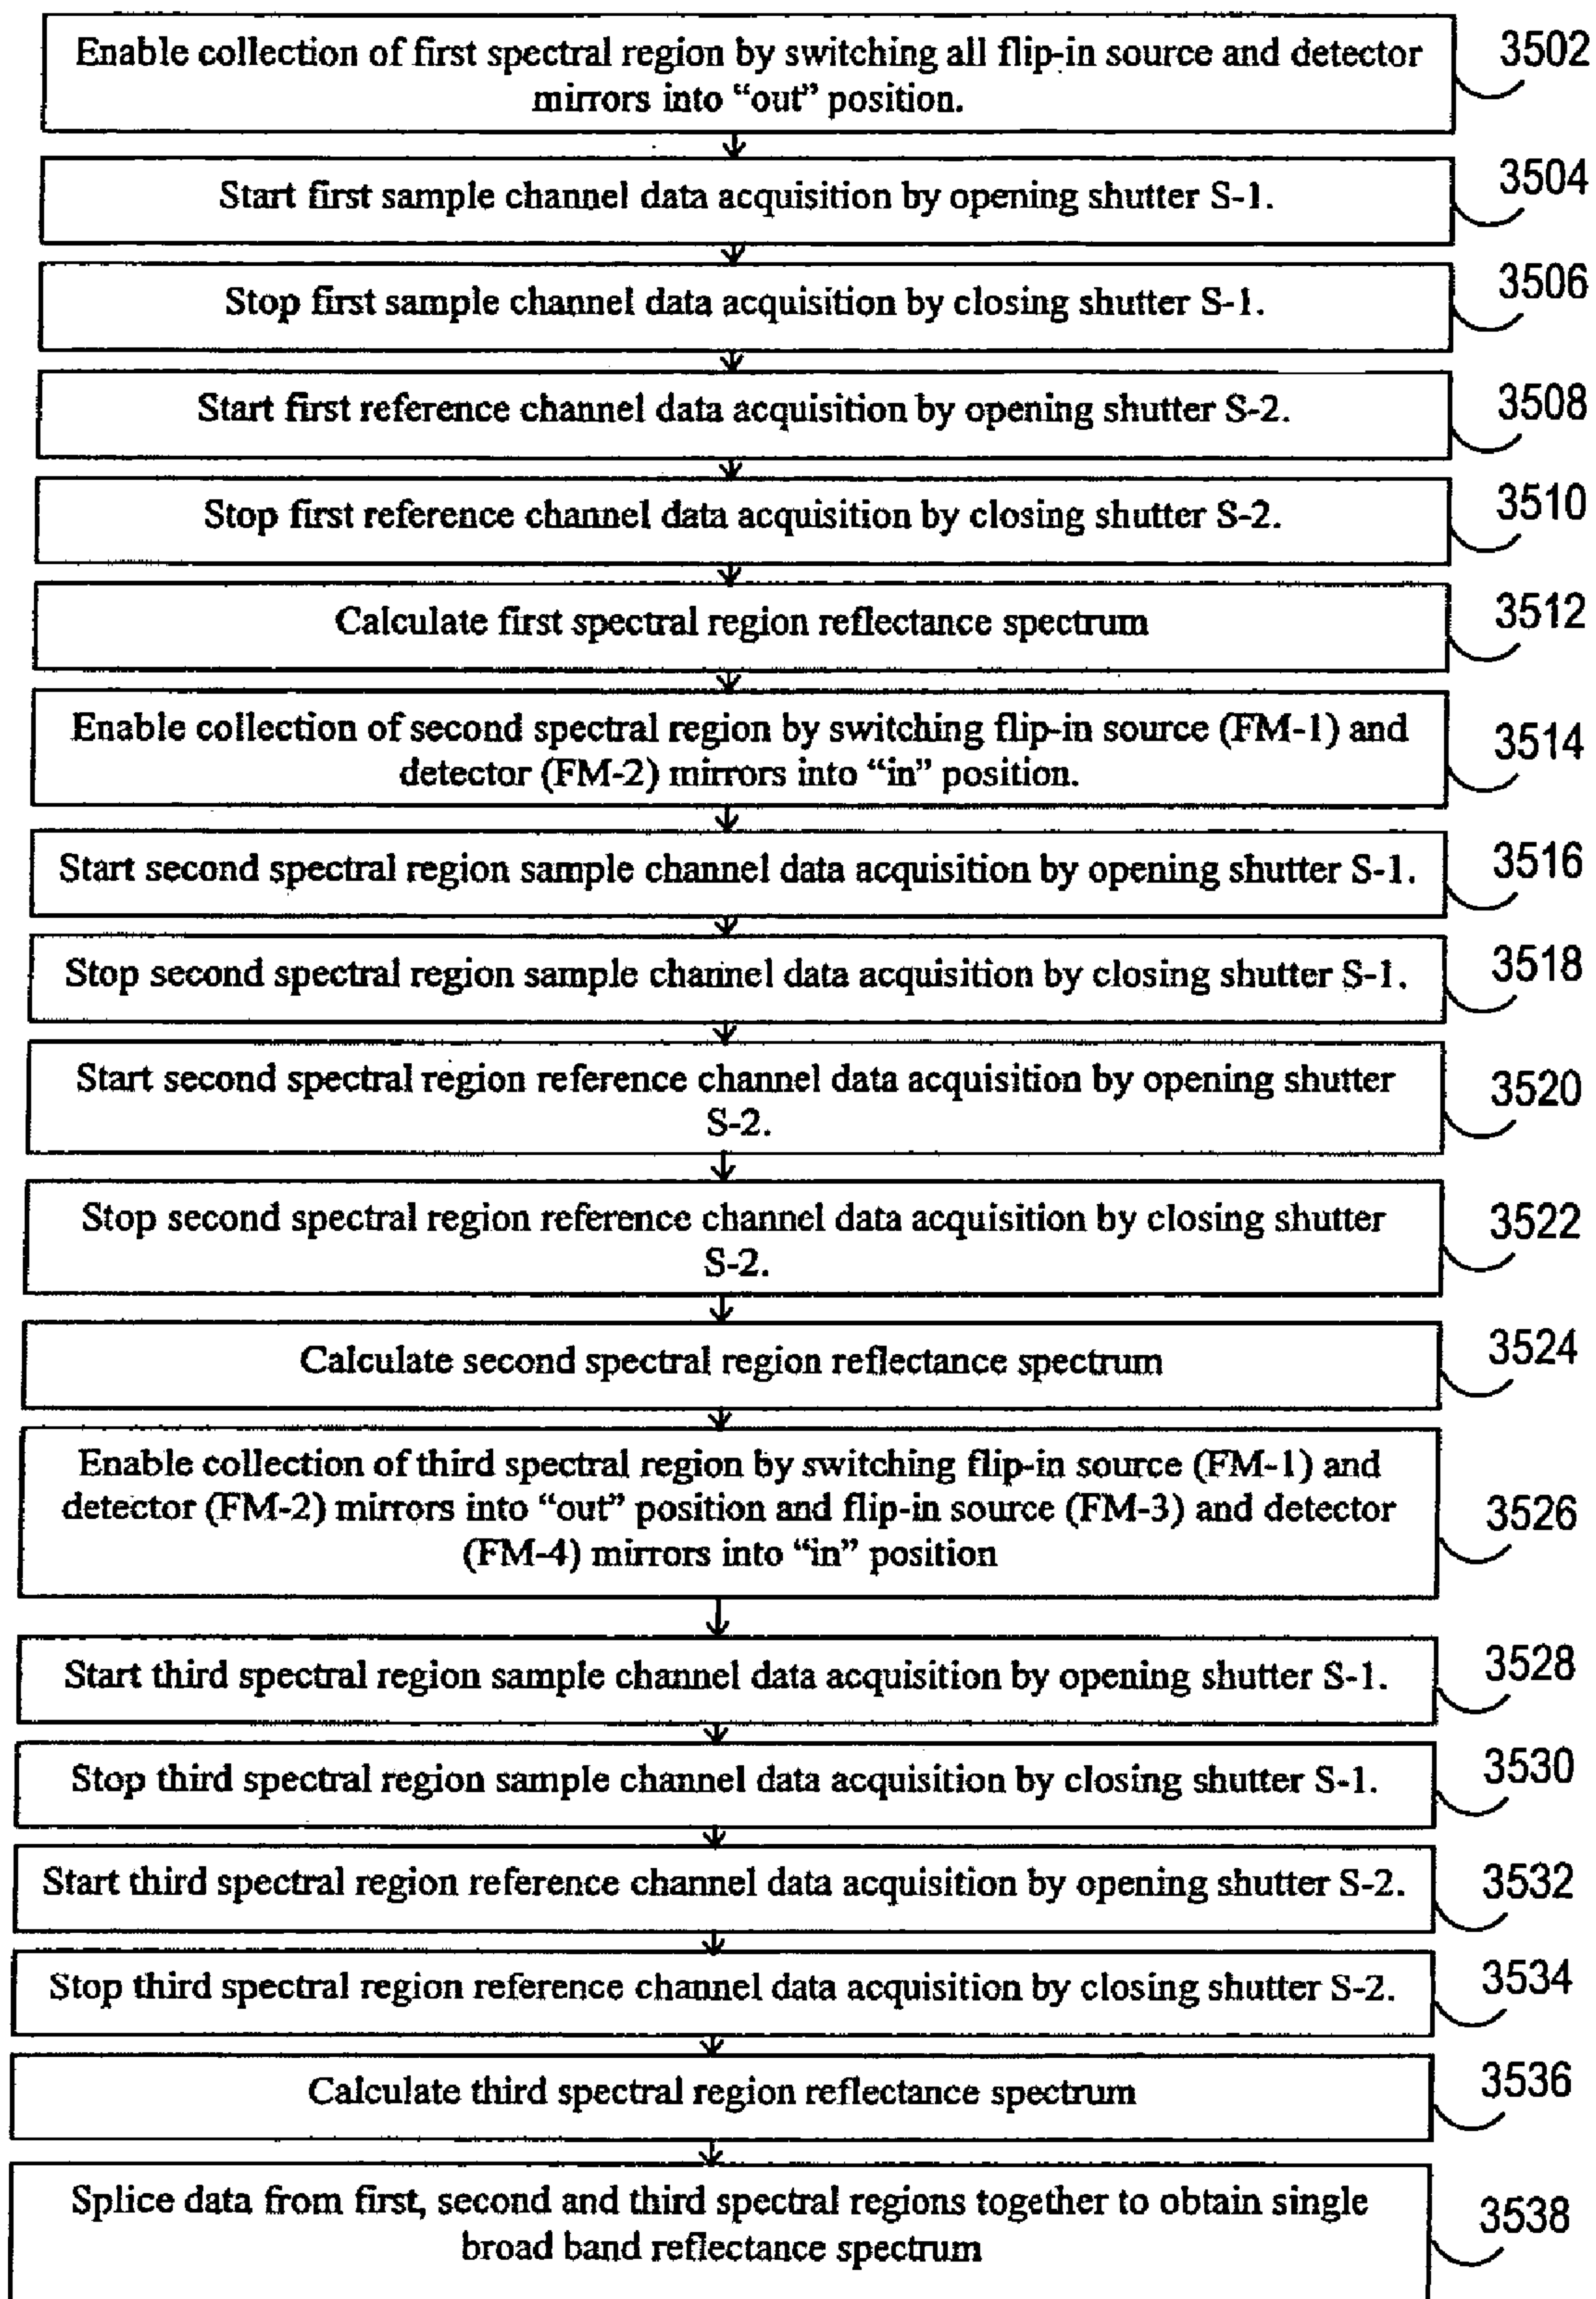 Enable collection of first spectral region by switching all flip-in source and detector
mirrors into “out” position.
3502
Start first sample channel data acquisition by opening shutter S-1.
3504
Stop first sample channel data acquisition by closing shutter S-1.
3506
Start first reference channel data acquisition by opening shutter S-2.
3508
Stop first reference channel data acquisition by closing shutter S-2.
3510
Calculate first spectral region reflectance spectrum
3512
Enable collection of second spectral region by switching flip-in source (FM-1) and
detector (FM-2) mirrors into “in” position.
3514
Start second spectral region sample channel data acquisition by opening shutter S-1.
3516
Stop second spectral region sample channel data acquisition by closing shutter S-1.
3518
Start second spectral region reference channel data acquisition by opening shutter
S-2.
3520
Stop second spectral region reference channel data acquisition by closing shutter
S-2.
3522
Calculate second spectral region reflectance spectrum
3524
Enable collection of third spectral region by switching flip-in source (FM-1) and
detector (FM-2) mirrors into “out” position and flip-in source (FM-3) and detector
(FM-4) mirrors into “in” position
3526
Start third spectral region sample channel data acquisition by opening shutter S-1.
3528
Stop third spectral region sample channel data acquisition by closing shutter S-1.
3530
Start third spectral region reference channel data acquisition by opening shutter S-2.
3532
Stop third spectral region reference channel data acquisition by closing shutter S-2.
3534
Calculate third spectral region reflectance spectrum
3536
Splice data from first, second and third spectral regions together to obtain single
broad band reflectance spectrum
3538